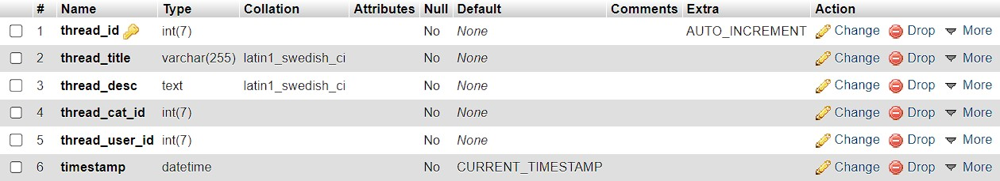 # Name Type Collation Attributes Null Default Comments Extra Action
1 thread_id int(7) No None AUTO_INCREMENT Change Drop More
2 thread_title varchar(255) latin1_swedish_ci No None Change Drop More
3 thread_desc text latin1_swedish_ci No None Change Drop More
4 thread_cat_id int(7) No None Change Drop More
5 thread_user_id int(7) No None Change Drop More
6 timestamp datetime No CURRENT_TIMESTAMP Change Drop More